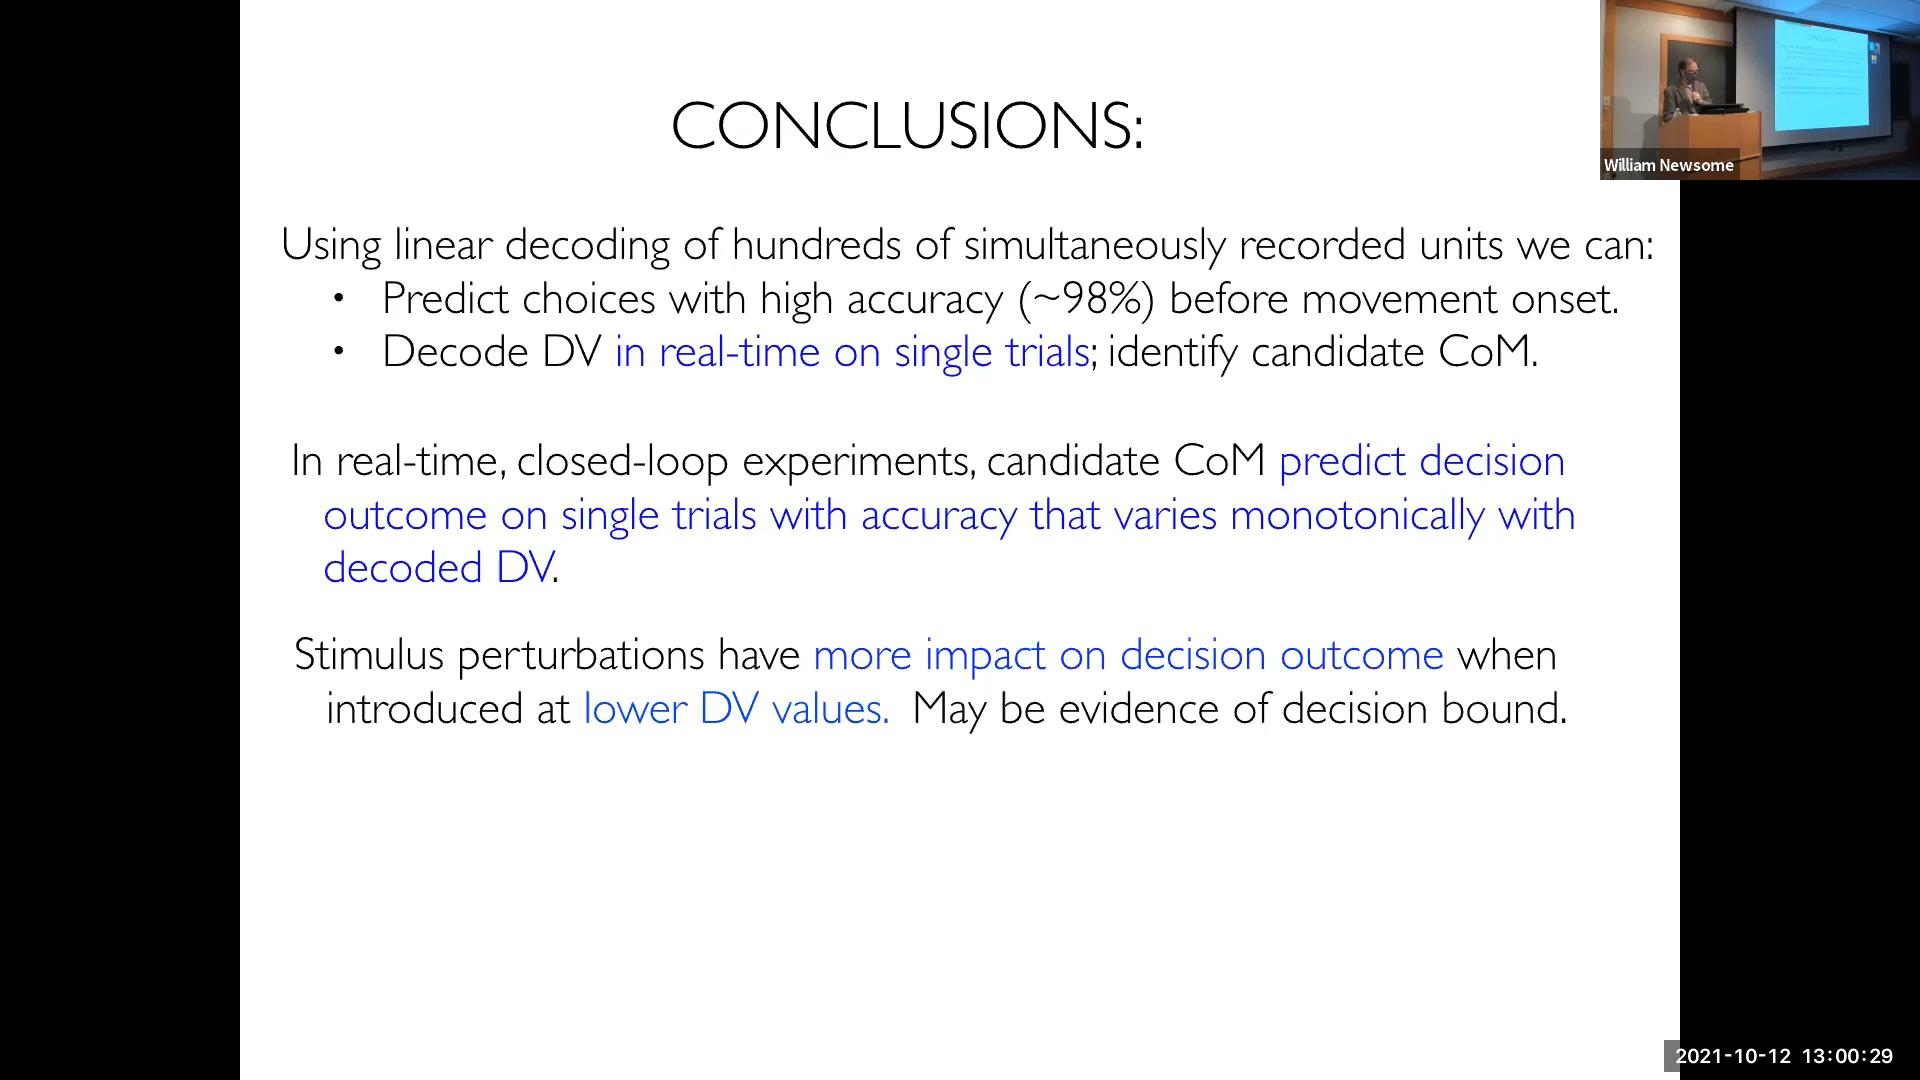 CONCLUSIONS:
William Newsome
Using linear decoding of hundreds of simultaneously recorded units we can:
• Predict choices with high accuracy (~98%) before movement onset.
• Decode DV in real-time on single trials; identify candidate CoM.
In real-time, closed-loop experiments, candidate CoM predict decision
outcome on single trials with accuracy that varies monotonically with
decoded DV.
Stimulus perturbations have more impact on decision outcome when
introduced at lower DV values.  May be evidence of decision bound.
2021-10-12 13:00:29